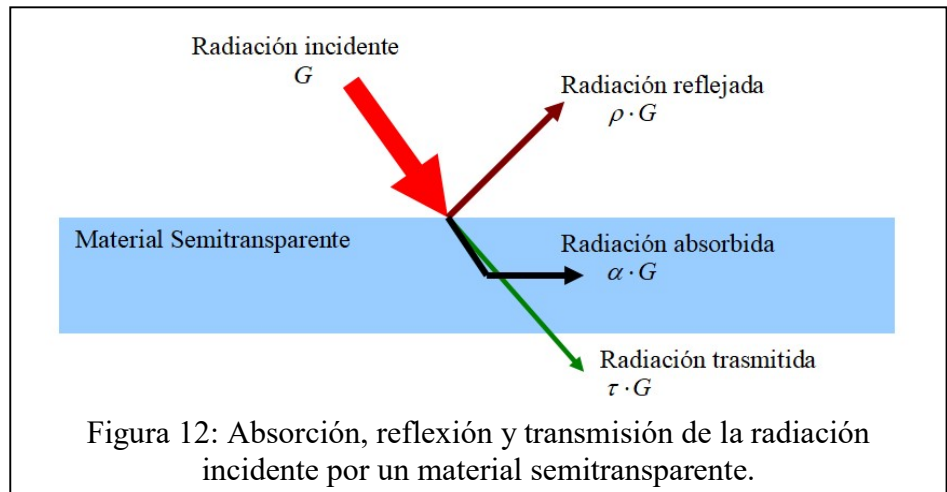 Radiación incidente
G
Radiación reflejada
ρ · G
Material Semitransparente
Radiación absorbida
α · G
Radiación trasmitida
τ · G
Figura 12: Absorción, reflexión y transmisión de la radiación
incidente por un material semitransparente.